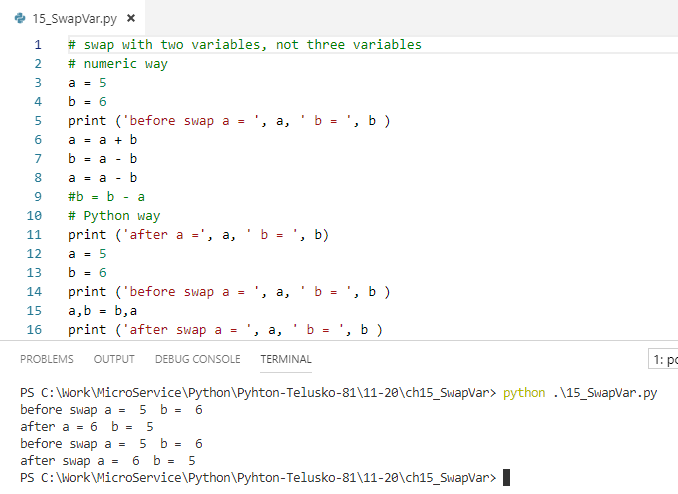 15_SwapVar.py ×
1 # swap with two variables, not three variables
2 # numeric way
3 a = 5
4 b = 6
5 print ('before swap a = ', a, ' b = ', b )
6 a = a + b
7 b = a - b
8 a = a - b
9 #b = b - a
10 # Python way
11 print ('after a =', a, ' b = ', b)
12 a = 5
13 b = 6
14 print ('before swap a = ', a, ' b = ', b )
15 a,b = b,a
16 print ('after swap a = ', a, ' b = ', b )
PROBLEMS OUTPUT DEBUG CONSOLE TERMINAL 1: po
PS C:\Work\MicroService\Python\Pyhton-Telusko-81\11-20\ch15_SwapVar> python .\15_SwapVar.py
before swap a =  5  b =  6
after a = 6  b =  5
before swap a =  5  b =  6
after swap a =  6  b =  5
PS C:\Work\MicroService\Python\Pyhton-Telusko-81\11-20\ch15_SwapVar>